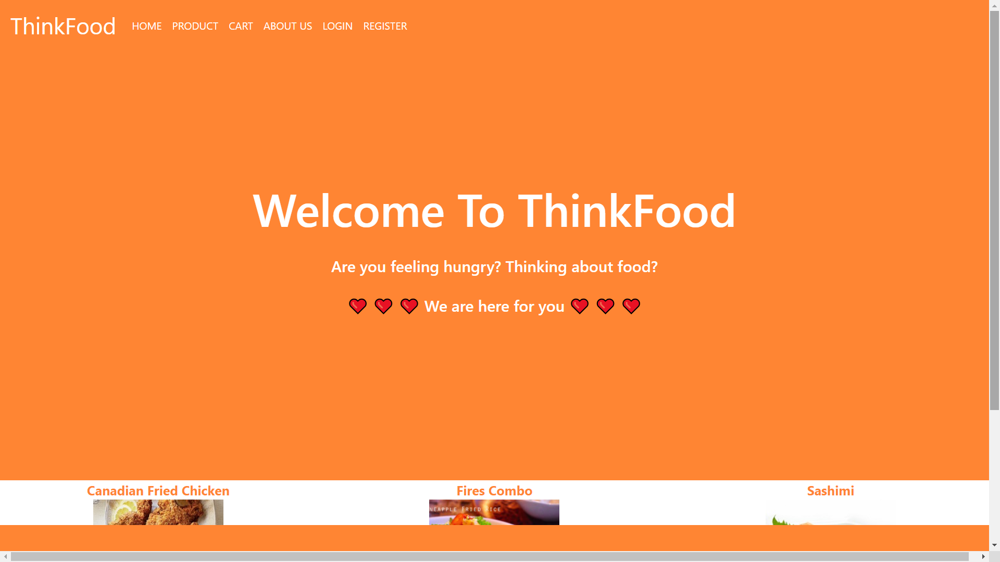 ThinkFood HOME PRODUCT CART ABOUT US LOGIN REGISTER
Welcome To ThinkFood
Are you feeling hungry? Thinking about food?
❤️ ❤️ ❤️ We are here for you ❤️ ❤️ ❤️
Canadian Fried Chicken Fires Combo Sashimi
NEAPPLE FRIED RICE